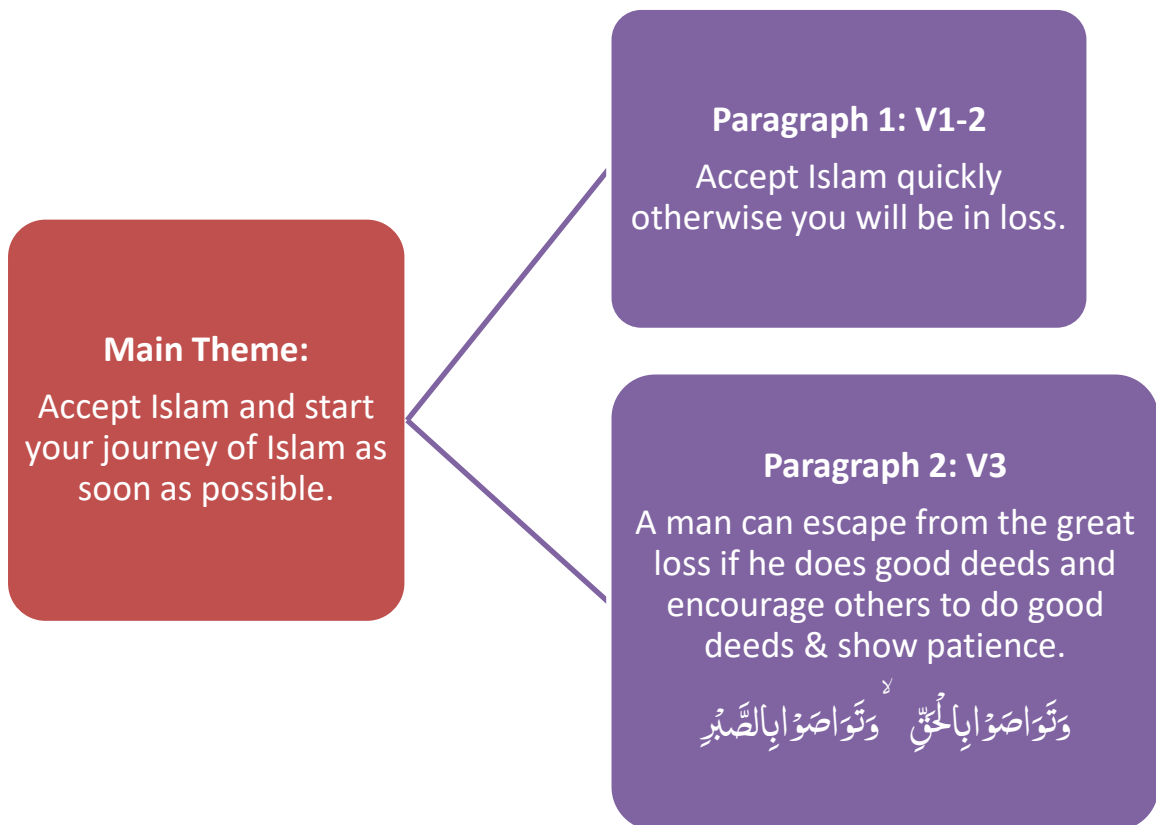 Main Theme:
Accept Islam and start
your journey of Islam as
soon as possible.
Paragraph 1: V1-2
Accept Islam quickly
otherwise you will be in loss.
Paragraph 2: V3
A man can escape from the great
loss if he does good deeds and
encourage others to do good
deeds & show patience.
وَتَوَاصَوْابِالْحَقِّ ۙ وَتَوَاصَوْابِالصَّبْرِ